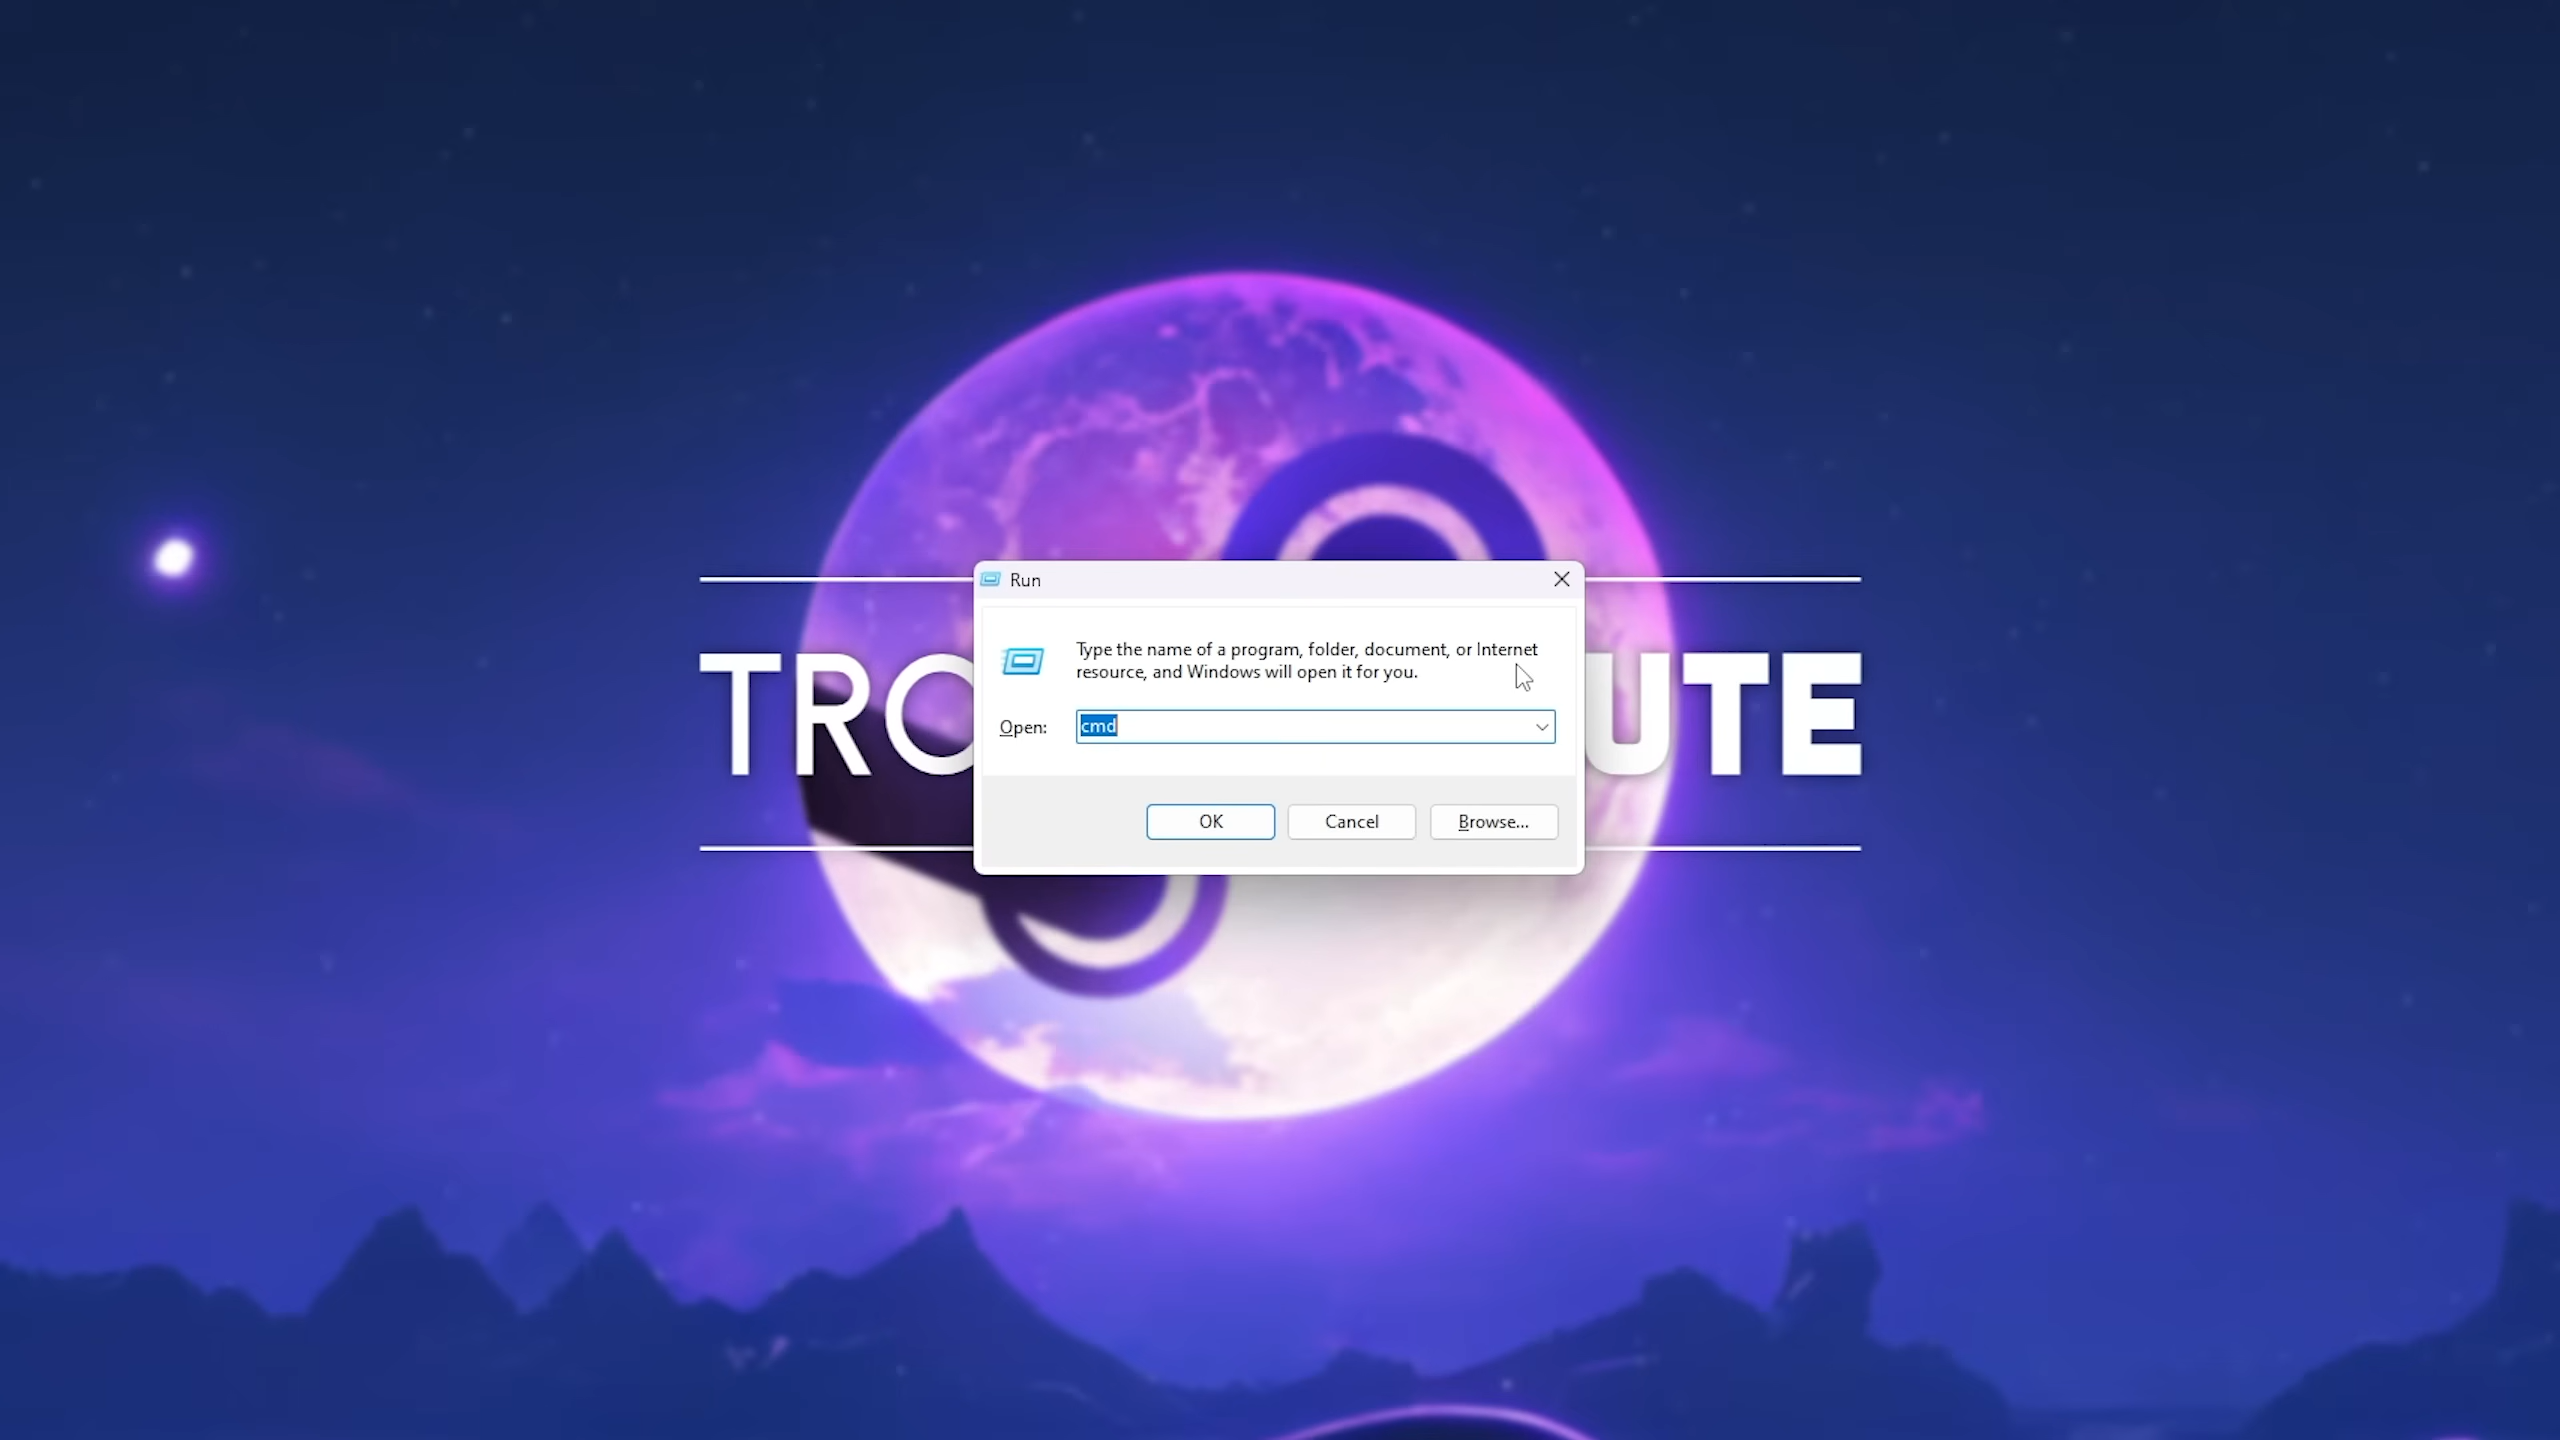 Run
Type the name of a program, folder, document, or Internet
resource, and Windows will open it for you.
TRO
UTE
Open:
cmd
OK
Cancel
Browse...